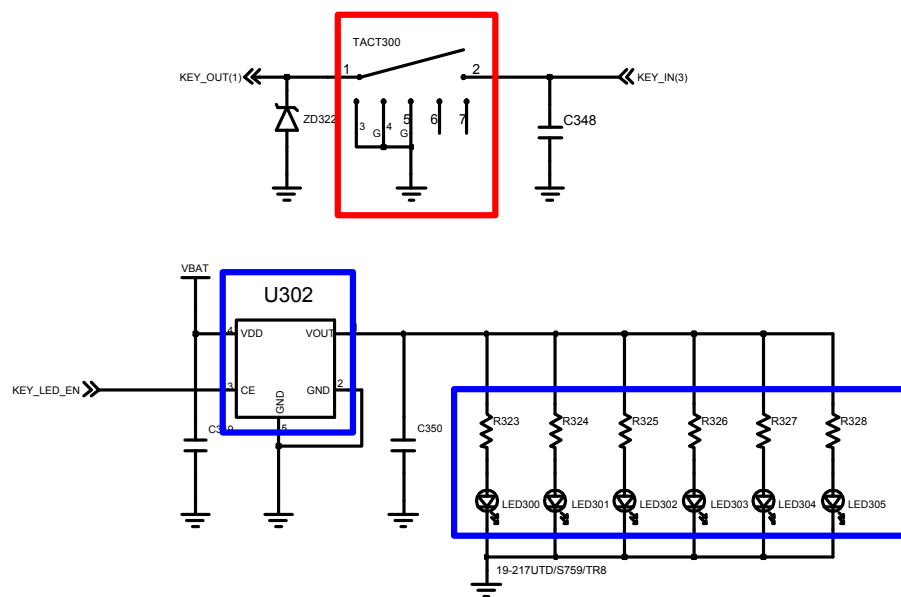 TACT300
KEY_OUT(1)
1
2
KEY_IN(3)
ZD322
3
G
4
G
5
6
7
C348
VBAT
U302
4
VDD
VOUT
KEY_LED_EN
3
CE
GND
2
GND
5
C350
R323
R324
R325
R326
R327
R328
LED300
LED301
LED302
LED303
LED304
LED305
19-217UTD/S759/TR8